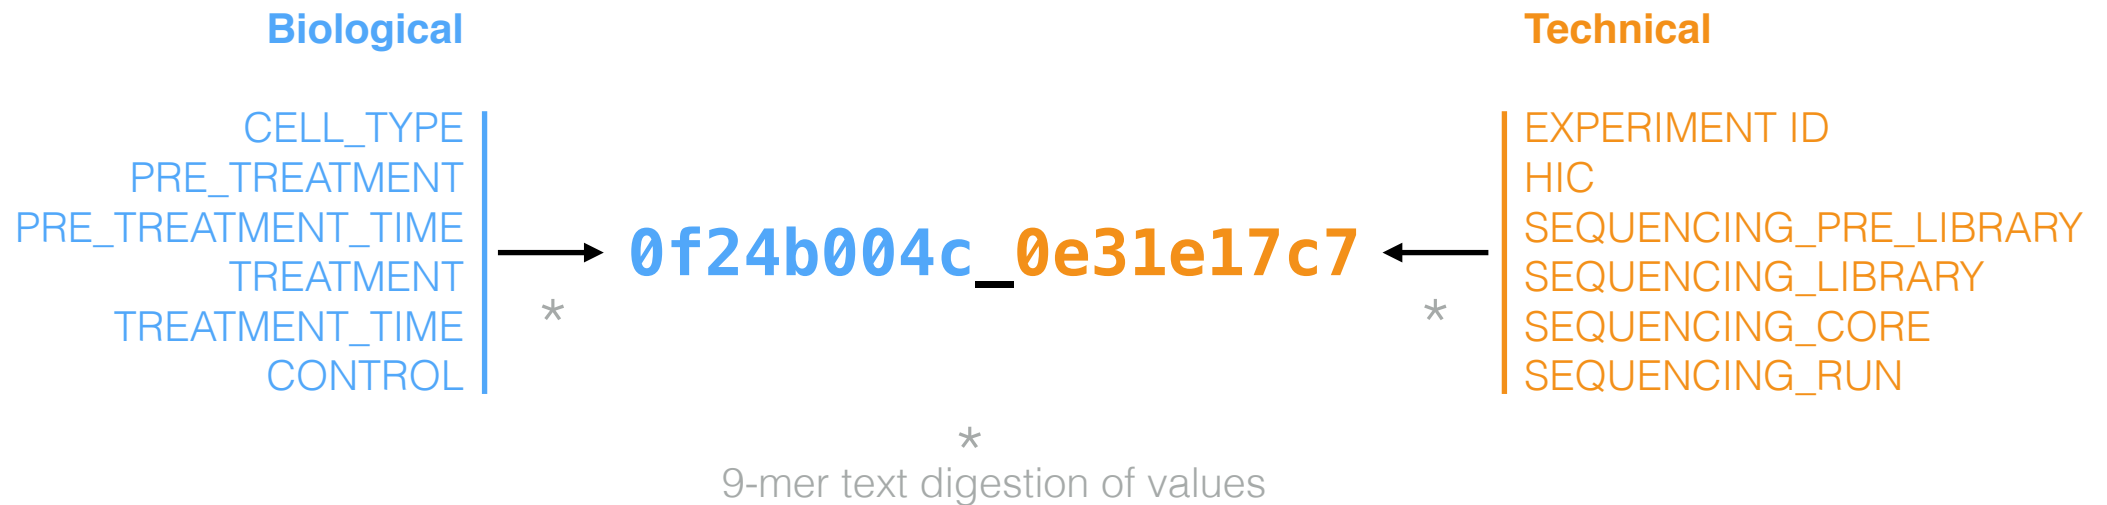 Biological
CELL_TYPE
PRE_TREATMENT
PRE_TREATMENT_TIME
TREATMENT
TREATMENT_TIME
CONTROL
*
0f24b004c_0e31e17c7
Technical
EXPERIMENT ID
HIC
SEQUENCING_PRE_LIBRARY
SEQUENCING_LIBRARY
SEQUENCING_CORE
SEQUENCING_RUN
*
*
9-mer text digestion of values